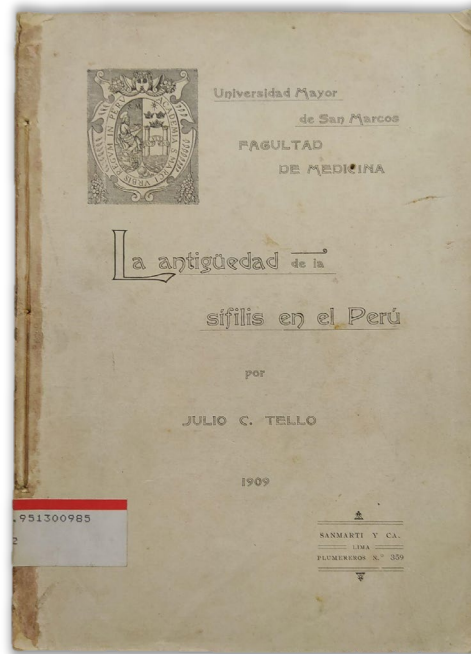 Universidad Mayor
de San Marcos
FACULTAD
DE MEDICINA
La antigüedad de la
sífilis en el Perú
por
JULIO C. TELLO
1909
.951300985
2
SANMARTI Y CA.
LIMA
PLUMEREROS N.º 359